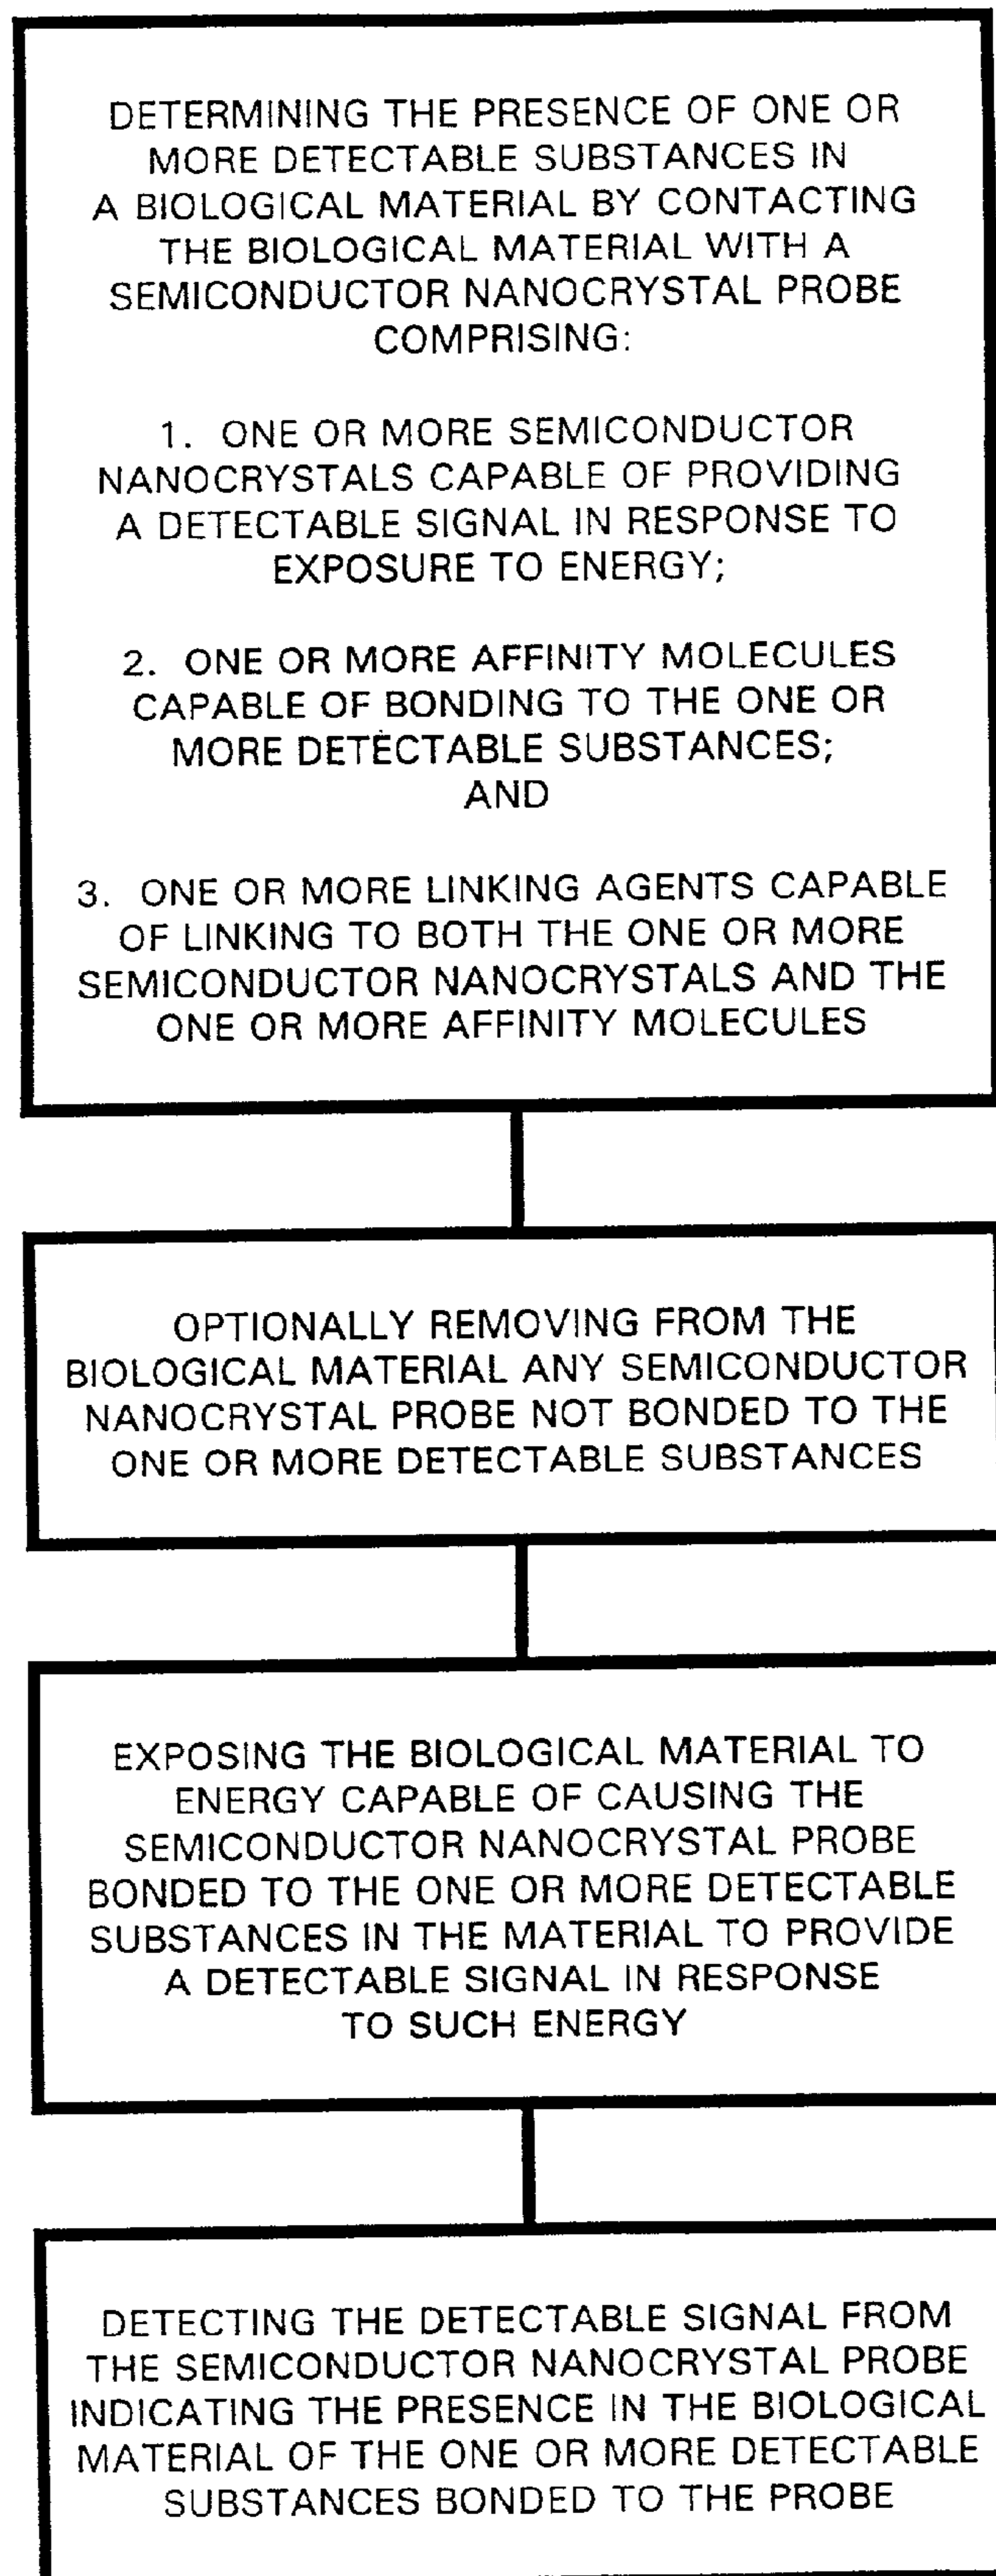 DETERMINING THE PRESENCE OF ONE OR
MORE DETECTABLE SUBSTANCES IN
A BIOLOGICAL MATERIAL BY CONTACTING
THE BIOLOGICAL MATERIAL WITH A
SEMICONDUCTOR NANOCRYSTAL PROBE
COMPRISING:
1. ONE OR MORE SEMICONDUCTOR
NANOCRYSTALS CAPABLE OF PROVIDING
A DETECTABLE SIGNAL IN RESPONSE TO
EXPOSURE TO ENERGY;
2. ONE OR MORE AFFINITY MOLECULES
CAPABLE OF BONDING TO THE ONE OR
MORE DETECTABLE SUBSTANCES;
AND
3. ONE OR MORE LINKING AGENTS CAPABLE
OF LINKING TO BOTH THE ONE OR MORE
SEMICONDUCTOR NANOCRYSTALS AND THE
ONE OR MORE AFFINITY MOLECULES
OPTIONALLY REMOVING FROM THE
BIOLOGICAL MATERIAL ANY SEMICONDUCTOR
NANOCRYSTAL PROBE NOT BONDED TO THE
ONE OR MORE DETECTABLE SUBSTANCES
EXPOSING THE BIOLOGICAL MATERIAL TO
ENERGY CAPABLE OF CAUSING THE
SEMICONDUCTOR NANOCRYSTAL PROBE
BONDED TO THE ONE OR MORE DETECTABLE
SUBSTANCES IN THE MATERIAL TO PROVIDE
A DETECTABLE SIGNAL IN RESPONSE
TO SUCH ENERGY
DETECTING THE DETECTABLE SIGNAL FROM
THE SEMICONDUCTOR NANOCRYSTAL PROBE
INDICATING THE PRESENCE IN THE BIOLOGICAL
MATERIAL OF THE ONE OR MORE DETECTABLE
SUBSTANCES BONDED TO THE PROBE